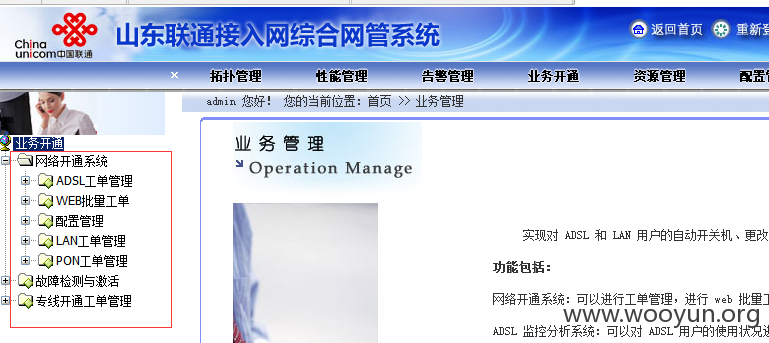 China
unicom中国联通
山东联通接入网综合网管系统
返回首页 重新登
× 拓扑管理 性能管理 告警管理 业务开通 资源管理 配置管
admin 您好! 您的当前位置: 首页 >> 业务管理
业务开通
网络开通系统
ADSL工单管理
WEB批量工单
配置管理
LAN工单管理
PON工单管理
故障检测与激活
专线开通工单管理
业务管理
Operation Manage
实现对 ADSL 和 LAN 用户的自动开关机、更改
功能包括:
网络开通系统: 可以进行工单管理, 进行 web 批量工
ADSL 监控分析系统: 可以对 ADSL 用户的使用状况进
www.wooyun.org